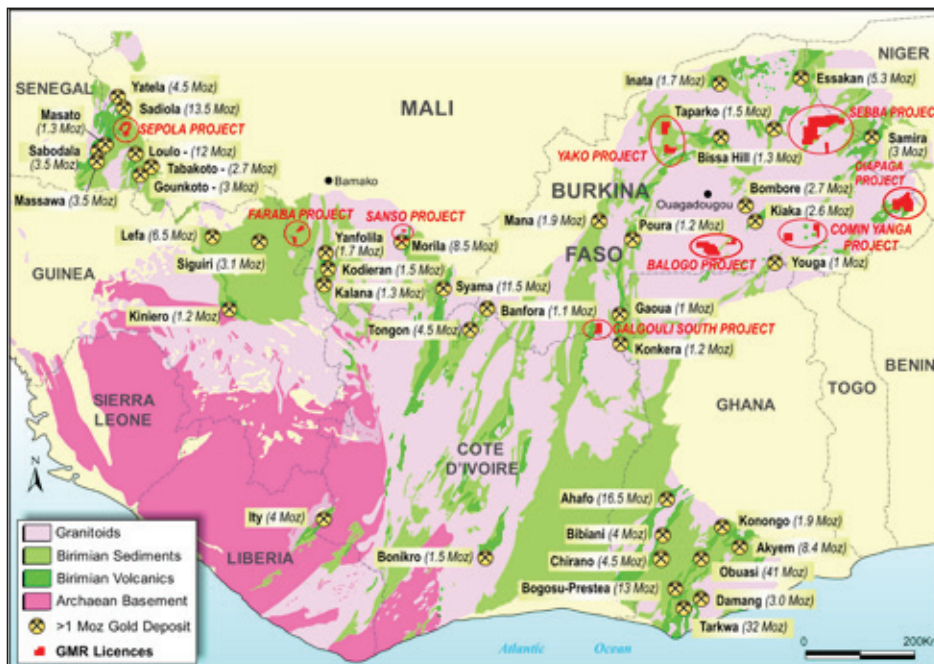 NIGER
SENEGAL
Yatela (4.5 Moz)
Sadiola (13.5 Moz)
Masato
(1.3 Moz)
SEPOLA PROJECT
Sabodala
(3.5 Moz)
Loulo - (12 Moz)
Tabakoto - (2.7 Moz)
Gounkoto - (3 Moz)
Massawa (3.5 Moz)
MALI
Bamako
Inata (1.7 Moz)
Essakan (5.3 Moz)
Taparko (1.5 Moz)
SEBBA PROJECT
YAKO PROJECT
Bissa Hill (1.3 Moz)
Samira
(3 Moz)
DIAPAGA
PROJECT
BURKINA
FASO
Ouagadougou
Bombore (2.7 Moz)
Kiaka (2.6 Moz)
Mana (1.9 Moz)
Poura (1.2 Moz)
COMIN YANGA
PROJECT
BALOGO PROJECT
Youga (1 Moz)
FARABA PROJECT
SANSO PROJECT
Lefa (6.5 Moz)
Siguiri (3.1 Moz)
Yanfolila
(1.7 Moz)
Morila (8.5 Moz)
Kodieran (1.5 Moz)
Kalana (1.3 Moz)
Syama (11.5 Moz)
GUINEA
Kiniero (1.2 Moz)
Banfora (1.1 Moz)
Tongon (4.5 Moz)
Gaoua (1 Moz)
GALGOULI SOUTH PROJECT
Konkera (1.2 Moz)
BENIN
TOGO
GHANA
SIERRA
LEONE
COTE
D'IVOIRE
N
Ity (4 Moz)
LIBERIA
Bonikro (1.5 Moz)
Ahafo (16.5 Moz)
Bibiani (4 Moz)
Chirano (4.5 Moz)
Konongo (1.9 Moz)
Akyem (8.4 Moz)
Obuasi (41 Moz)
Bogosu-Prestea (13 Moz)
Damang (3.0 Moz)
Tarkwa (32 Moz)
Granitoids
Birimian Sediments
Birimian Volcanics
Archaean Basement
>1 Moz Gold Deposit
GMR Licences
Atlantic Ocean
0 200K